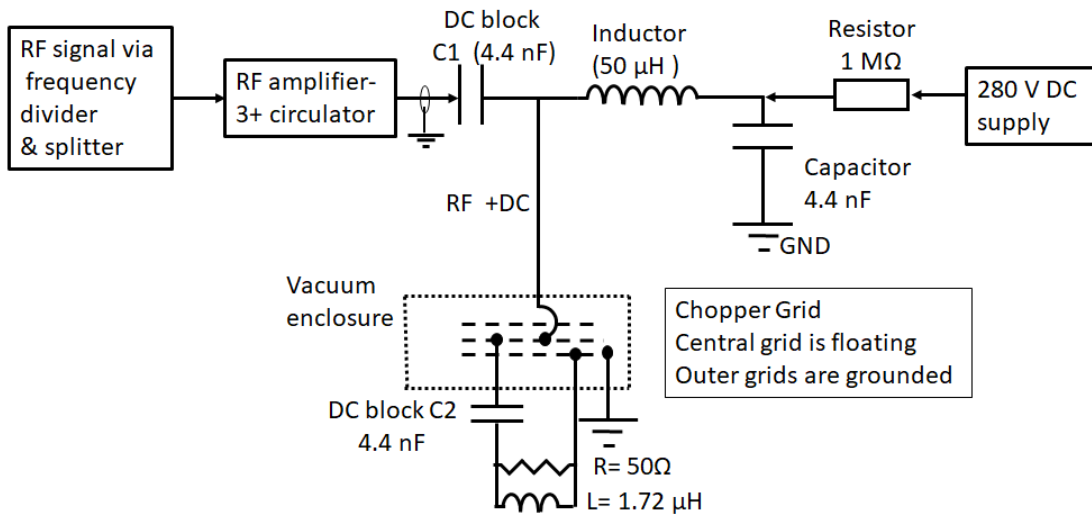 RF signal via
frequency
divider
& splitter
RF amplifier-
3+ circulator
DC block
C1 (4.4 nF)
Inductor
(50 µH )
Resistor
1 MΩ
280 V DC
supply
Capacitor
4.4 nF
GND
RF +DC
Vacuum
enclosure
Chopper Grid
Central grid is floating
Outer grids are grounded
DC block C2
4.4 nF
R= 50Ω
L= 1.72 µH